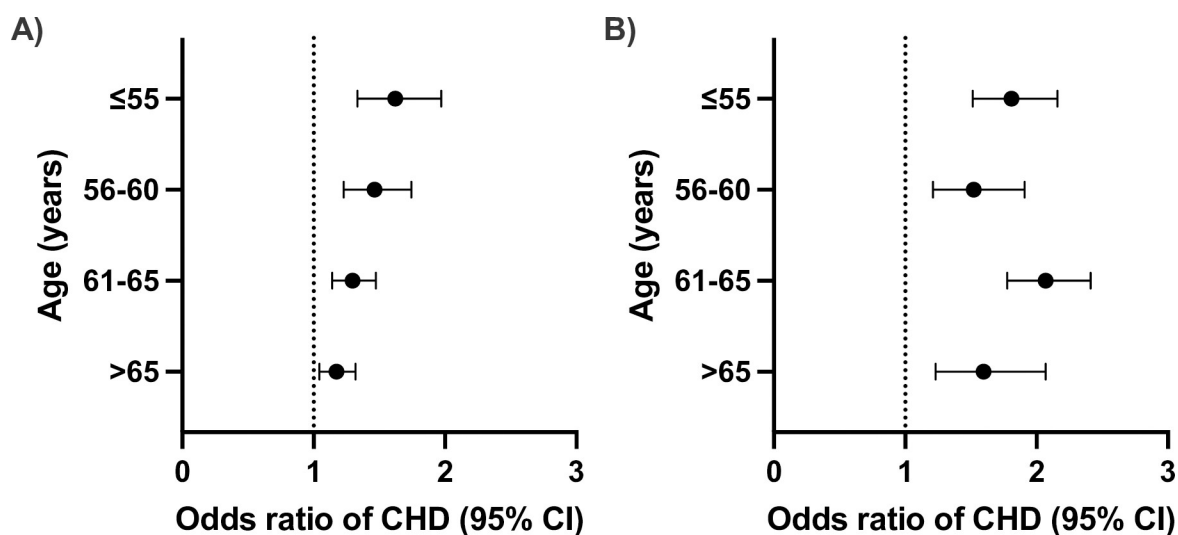 A)
Age (years)
≤55
56-60
61-65
>65
0 1 2 3
Odds ratio of CHD (95% CI)
B)
Age (years)
≤55
56-60
61-65
>65
0 1 2 3
Odds ratio of CHD (95% CI)